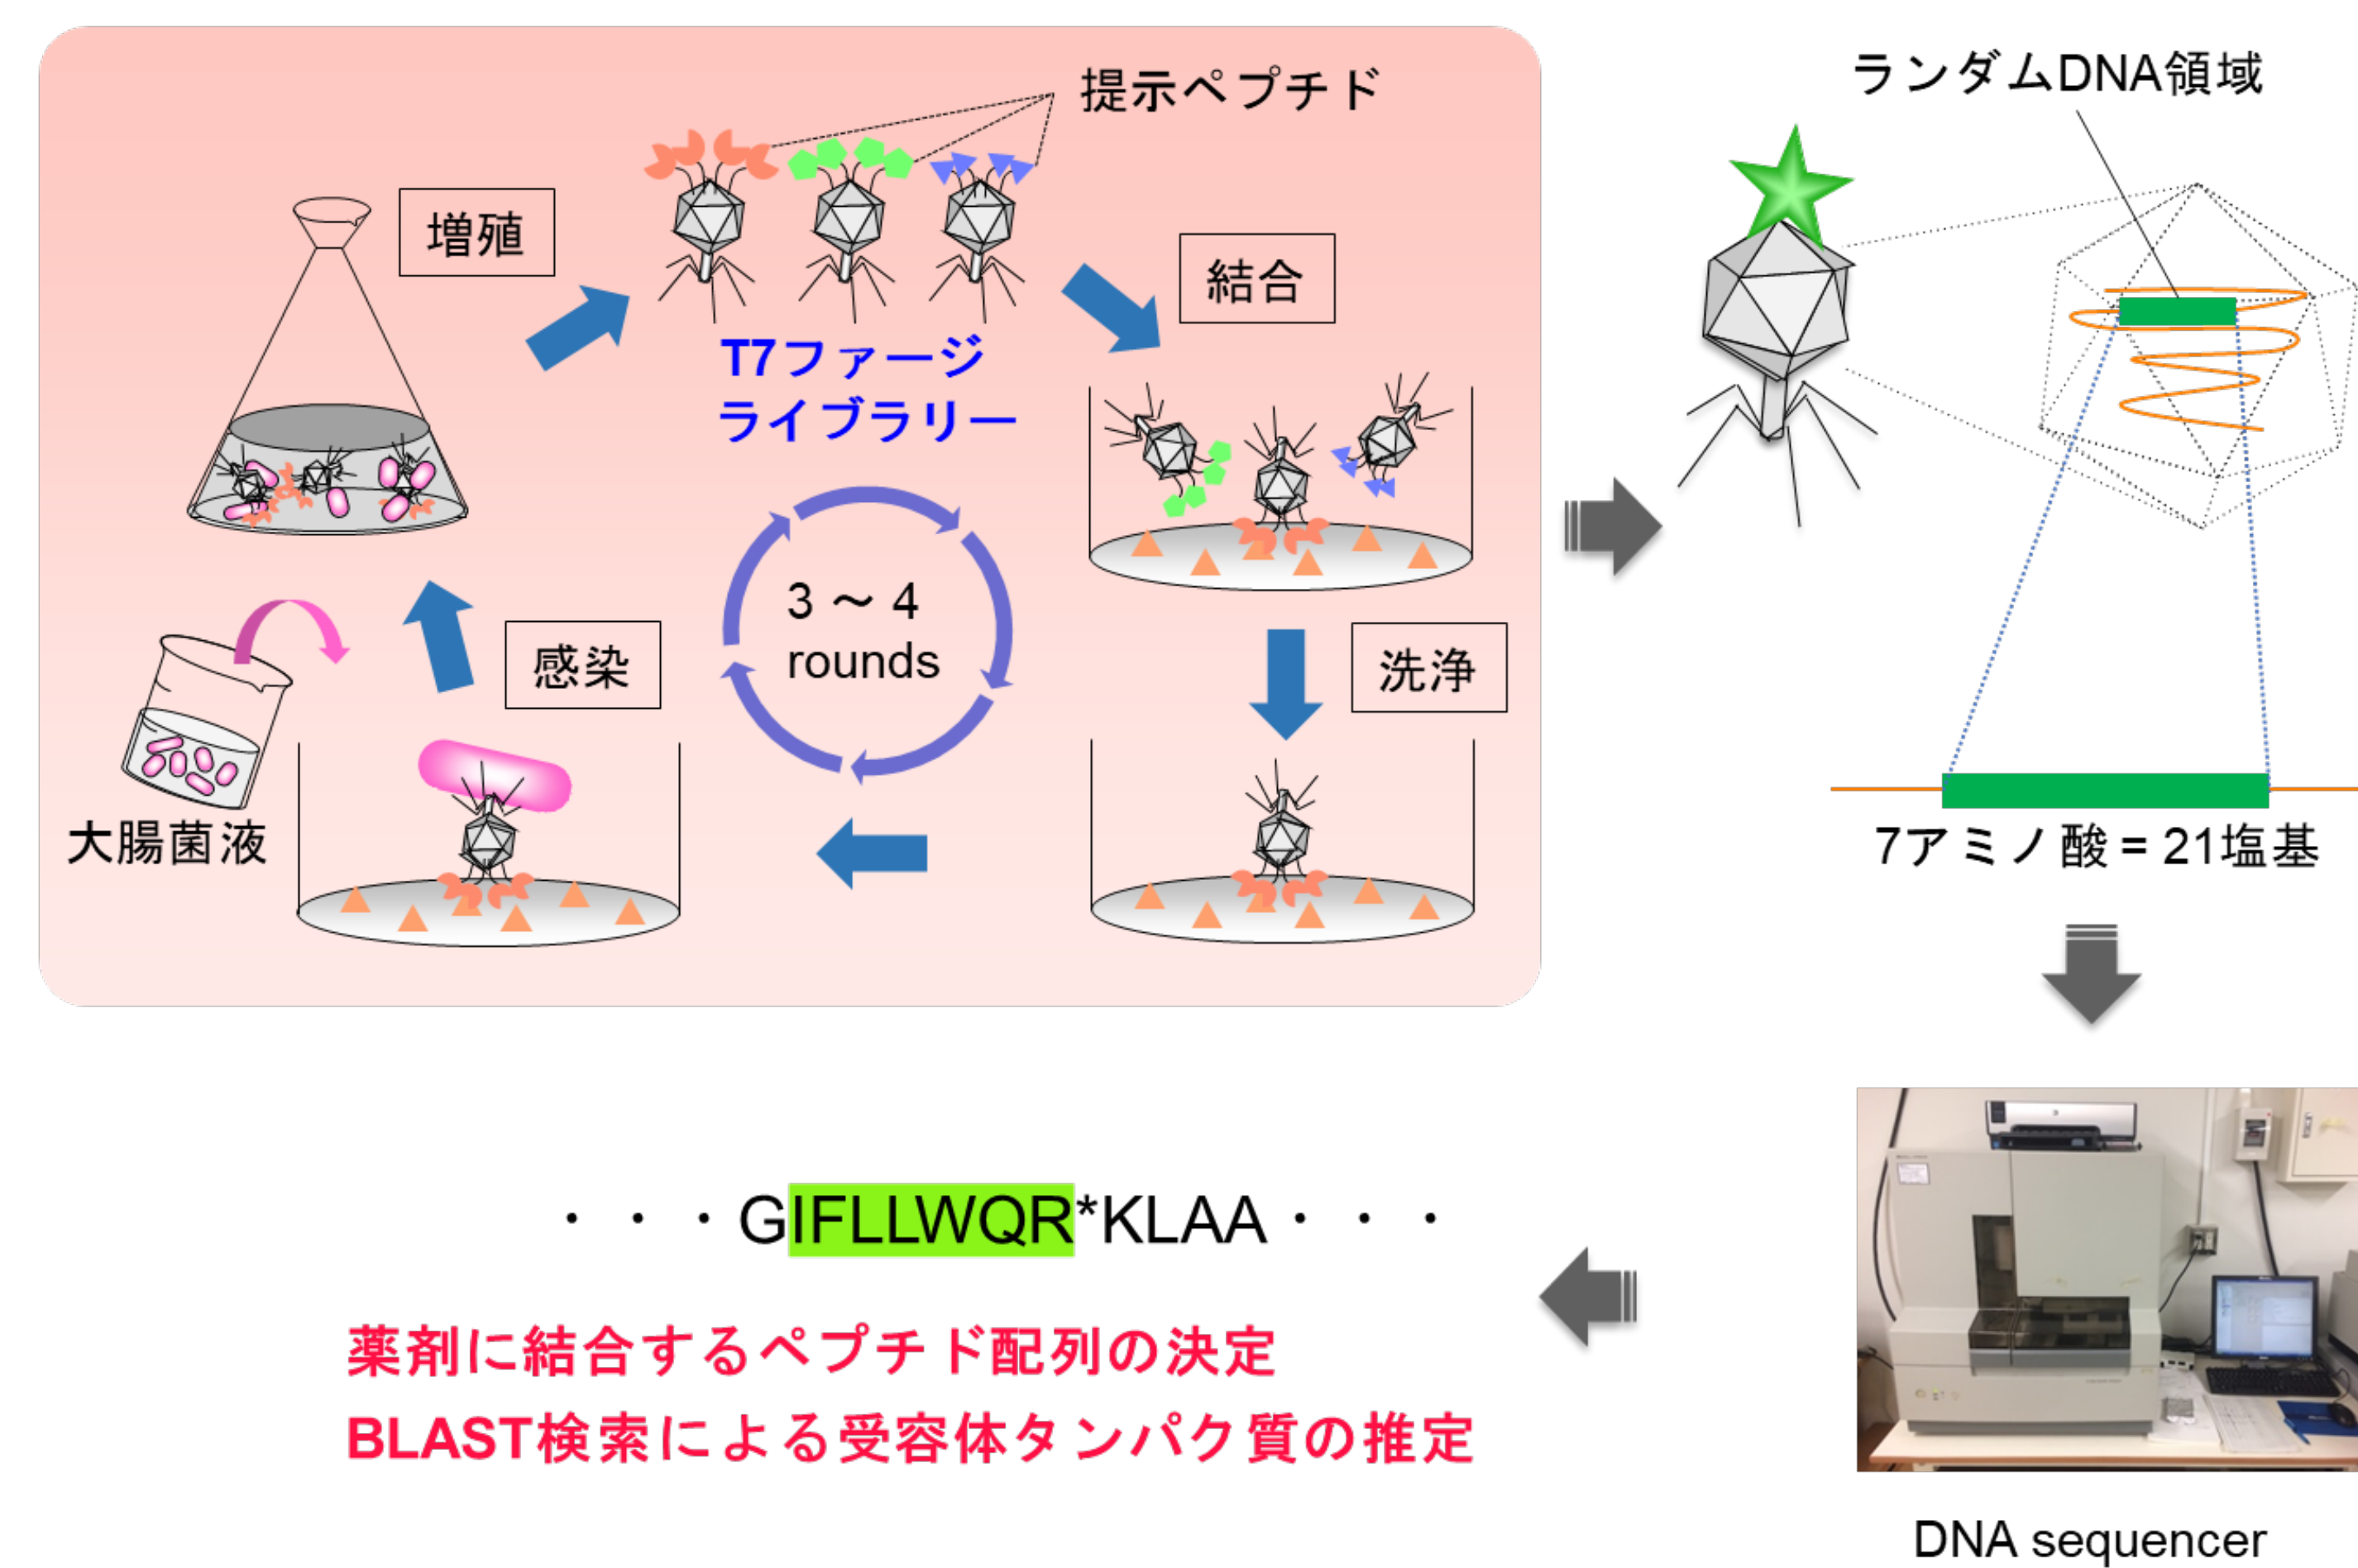 提示ペプチド
増殖
結合
T7ファージ
ライブラリー
3 ～ 4
rounds
感染
洗浄
大腸菌液
ランダムDNA領域
7アミノ酸 = 21塩基
・・・GIFLLWQR*KLAA・・・
薬剤に結合するペプチド配列の決定
BLAST検索による受容体タンパク質の推定
DNA sequencer